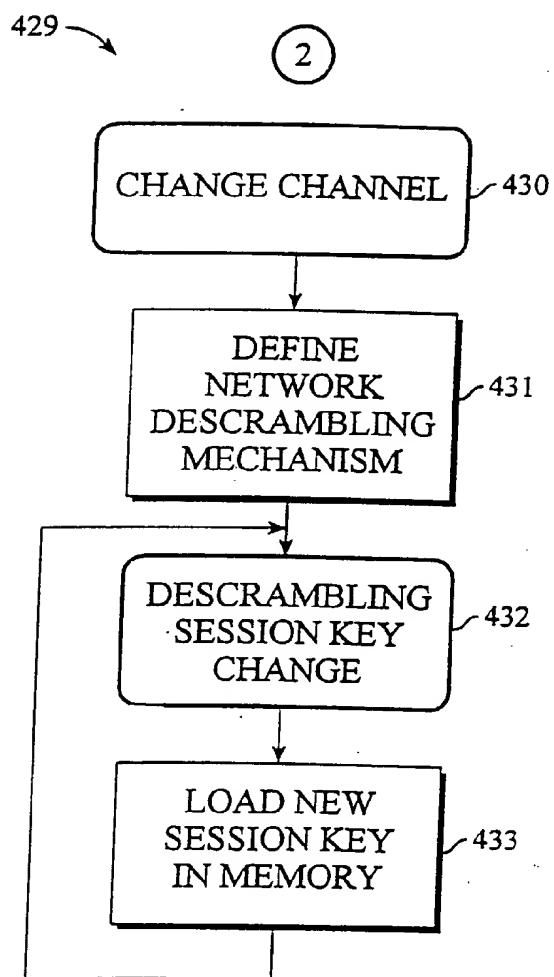 429
2
CHANGE CHANNEL
430
DEFINE
NETWORK
DESCRAMBLING
MECHANISM
431
DESCRAMBLING
SESSION KEY
CHANGE
432
LOAD NEW
SESSION KEY
IN MEMORY
433